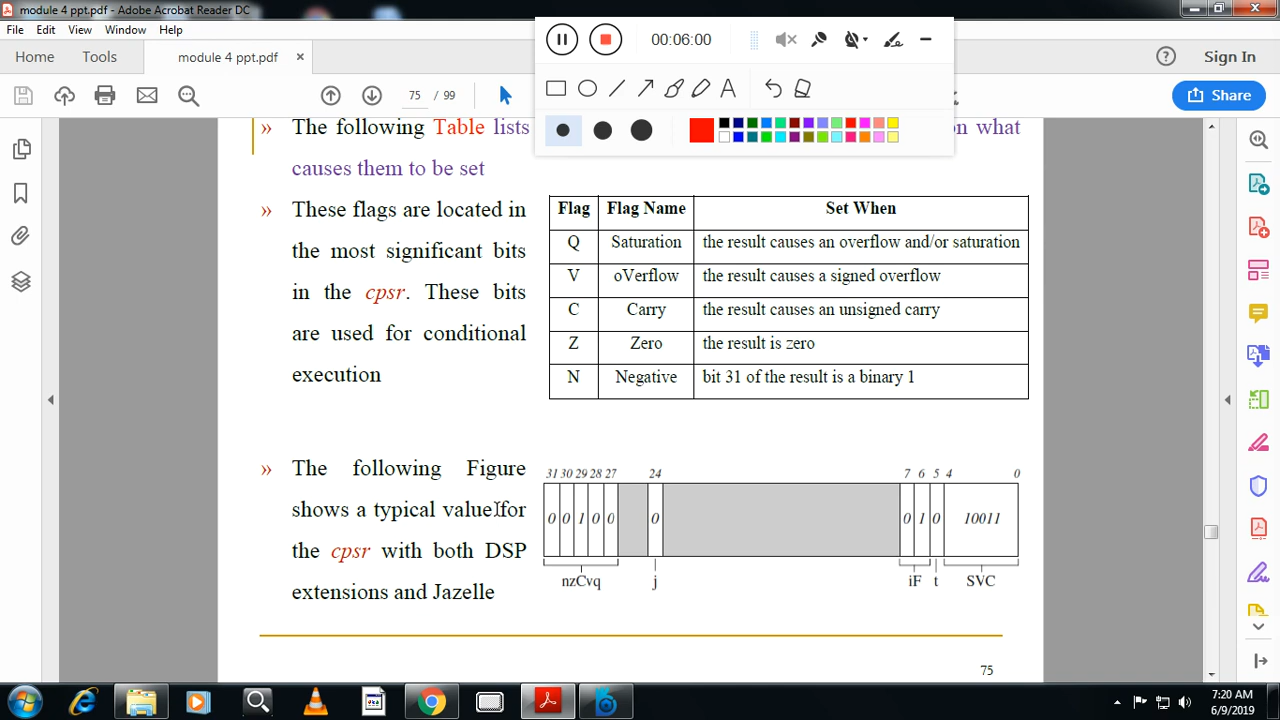 module 4 ppt.pdf - Adobe Acrobat Reader DC
File Edit View Window Help
Home Tools module 4 ppt.pdf × Sign In
00:06:00
75 / 99
Share
» The following Table lists on what
causes them to be set
» These flags are located in
the most significant bits
in the cpsr. These bits
are used for conditional
execution
Flag Flag Name Set When
Q Saturation the result causes an overflow and/or saturation
V oVerflow the result causes a signed overflow
C Carry the result causes an unsigned carry
Z Zero the result is zero
N Negative bit 31 of the result is a binary 1
» The following Figure
shows a typical value for
the cpsr with both DSP
extensions and Jazelle
31 30 29 28 27 24 7 6 5 4 0
0 0 1 0 0 0 0 1 0 10011
nzCvq j iF t SVC
75
7:20 AM
6/9/2019